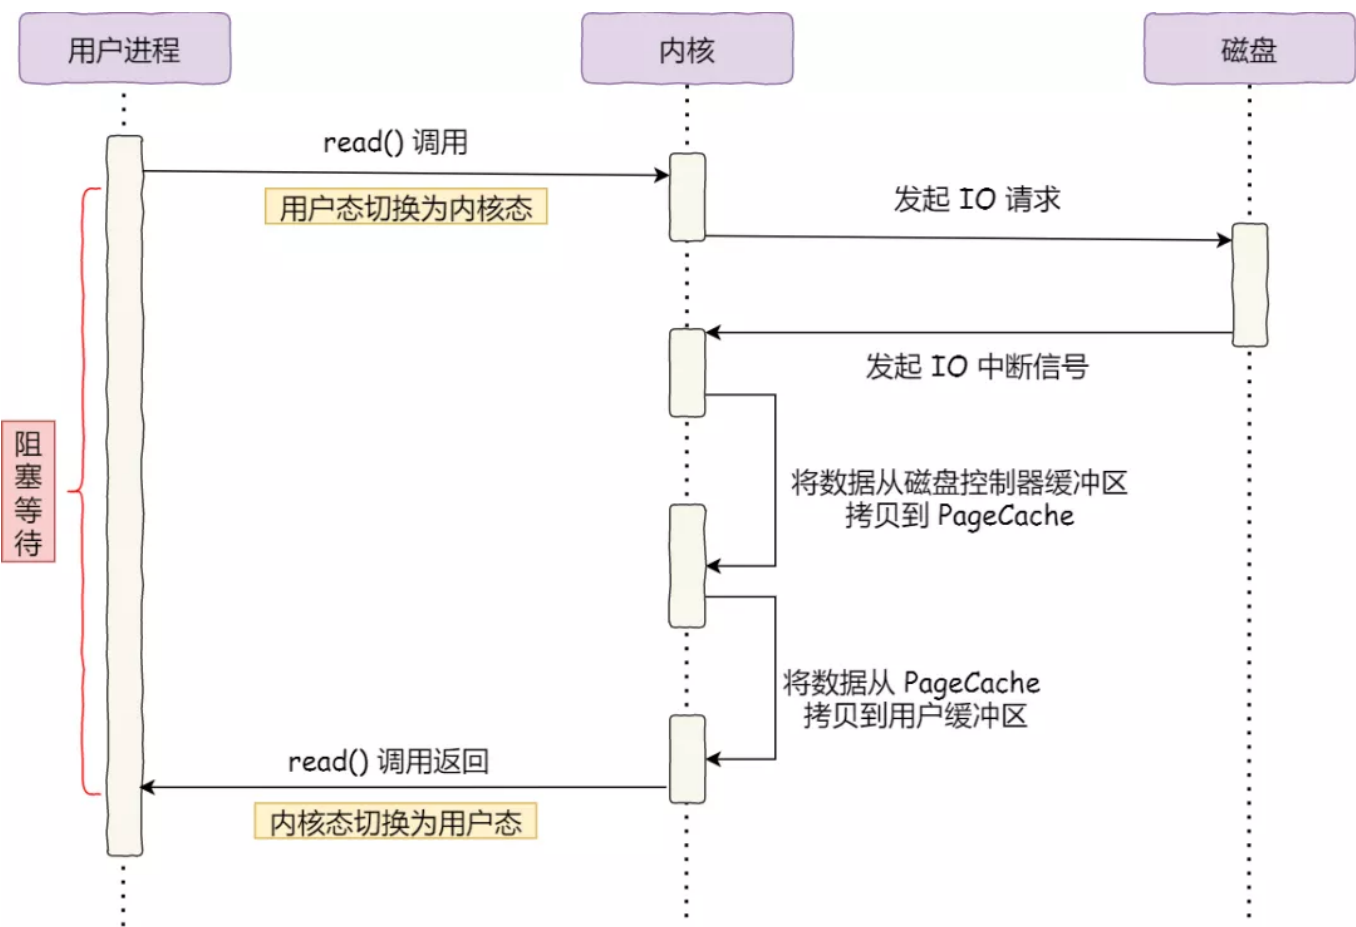 用户进程
内核
磁盘
read() 调用
用户态切换为内核态
发起 IO 请求
发起 IO 中断信号
阻
塞
等
待
将数据从磁盘控制器缓冲区
拷贝到 PageCache
将数据从 PageCache
拷贝到用户缓冲区
read() 调用返回
内核态切换为用户态